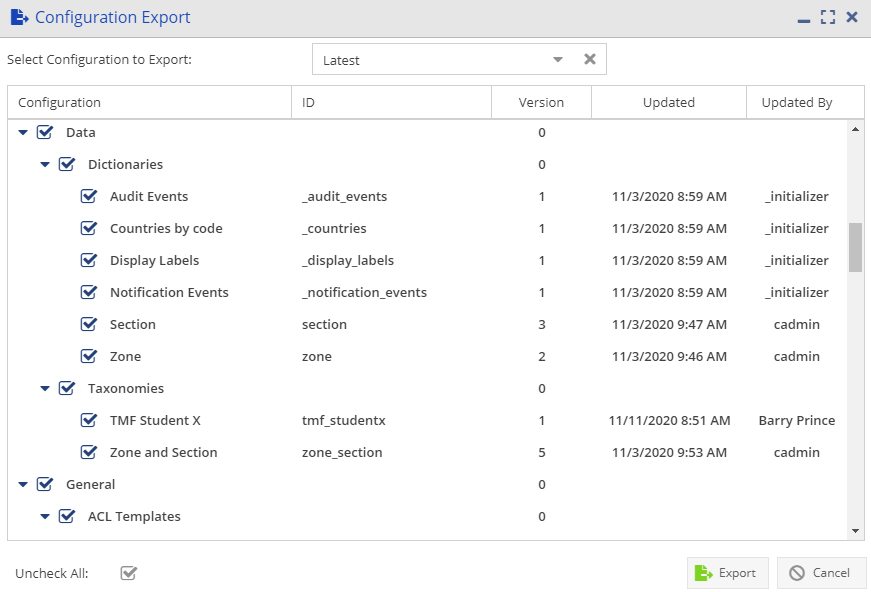 Configuration Export
Select Configuration to Export: Latest
Configuration ID Version Updated Updated By
Data 0
Dictionaries 0
Audit Events _audit_events 1 11/3/2020 8:59 AM _initializer
Countries by code _countries 1 11/3/2020 8:59 AM _initializer
Display Labels _display_labels 1 11/3/2020 8:59 AM _initializer
Notification Events _notification_events 1 11/3/2020 8:59 AM _initializer
Section section 3 11/3/2020 9:47 AM cadmin
Zone zone 2 11/3/2020 9:46 AM cadmin
Taxonomies 0
TMF Student X tmf_studentx 1 11/11/2020 8:51 AM Barry Prince
Zone and Section zone_section 5 11/3/2020 9:53 AM cadmin
General 0
ACL Templates 0
Uncheck All: Export Cancel